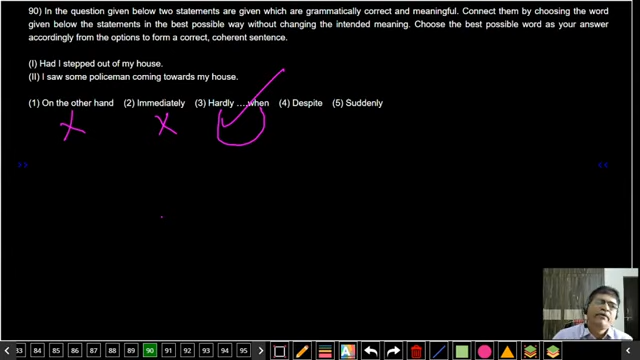 90) In the question given below two statements are given which are grammatically correct and meaningful. Connect them by choosing the word
given below the statements in the best possible way without changing the intended meaning. Choose the best possible word as your answer
accordingly from the options to form a correct, coherent sentence.
(I) Had I stepped out of my house.
(II) I saw some policeman coming towards my house.
(1) On the other hand (2) Immediately (3) Hardly ….when (4) Despite (5) Suddenly
33 84 85 86 87 88 89 90 91 92 93 94 95